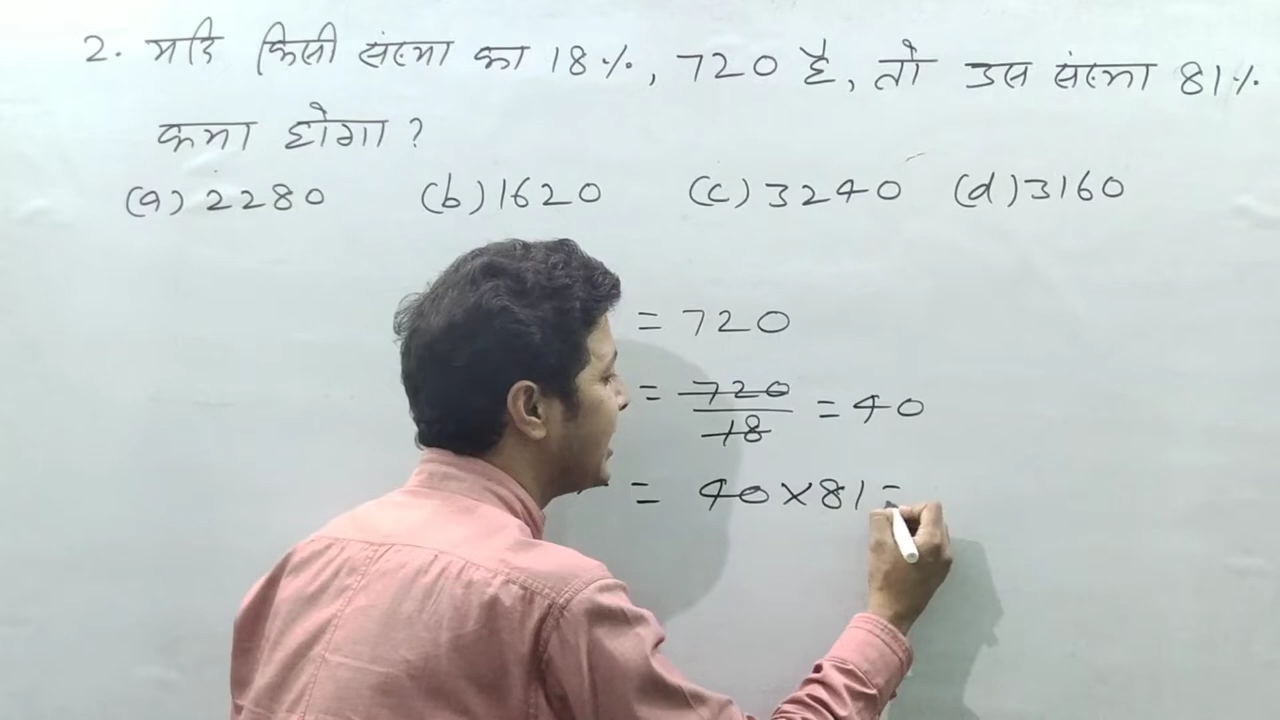 2. यदि किसी संख्या का 18%, 720 है, तो उस संख्या 81%
क्या होगा ?
(a) 2280 (b) 1620 (c) 3240 (d) 3160
= 720
= 720/18 = 40
= 40×81 =